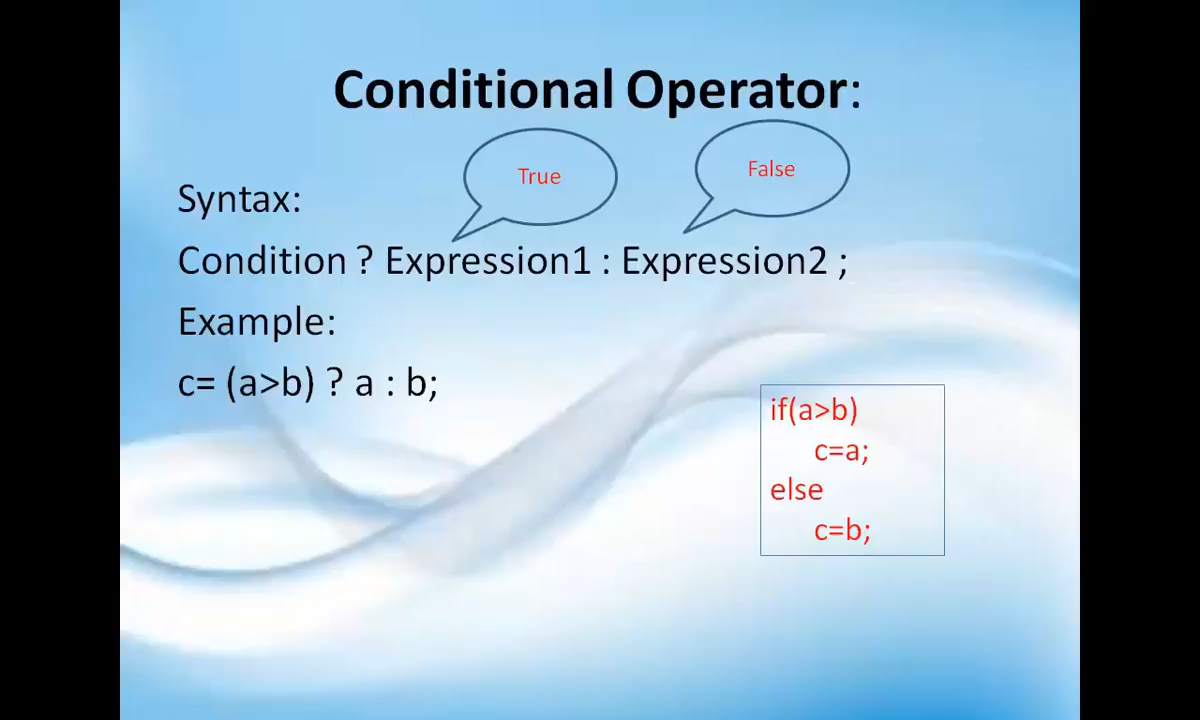 Conditional Operator:
True
False
Syntax:
Condition ? Expression1 : Expression2 ;
Example:
c= (a>b) ? a : b;
if(a>b)
c=a;
else
c=b;